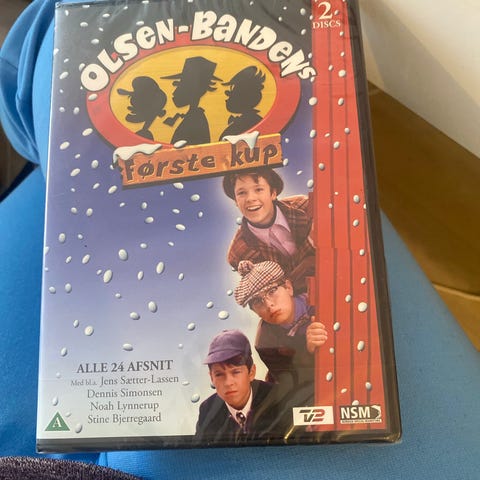 2
DISCS
OLSEN-BANDENs
første kup
ALLE 24 AFSNIT
Med bl.a. Jens Sætter-Lassen
Dennis Simonsen
Noah Lynnerup
Stine Bjerregaard
A
TV2
NSM